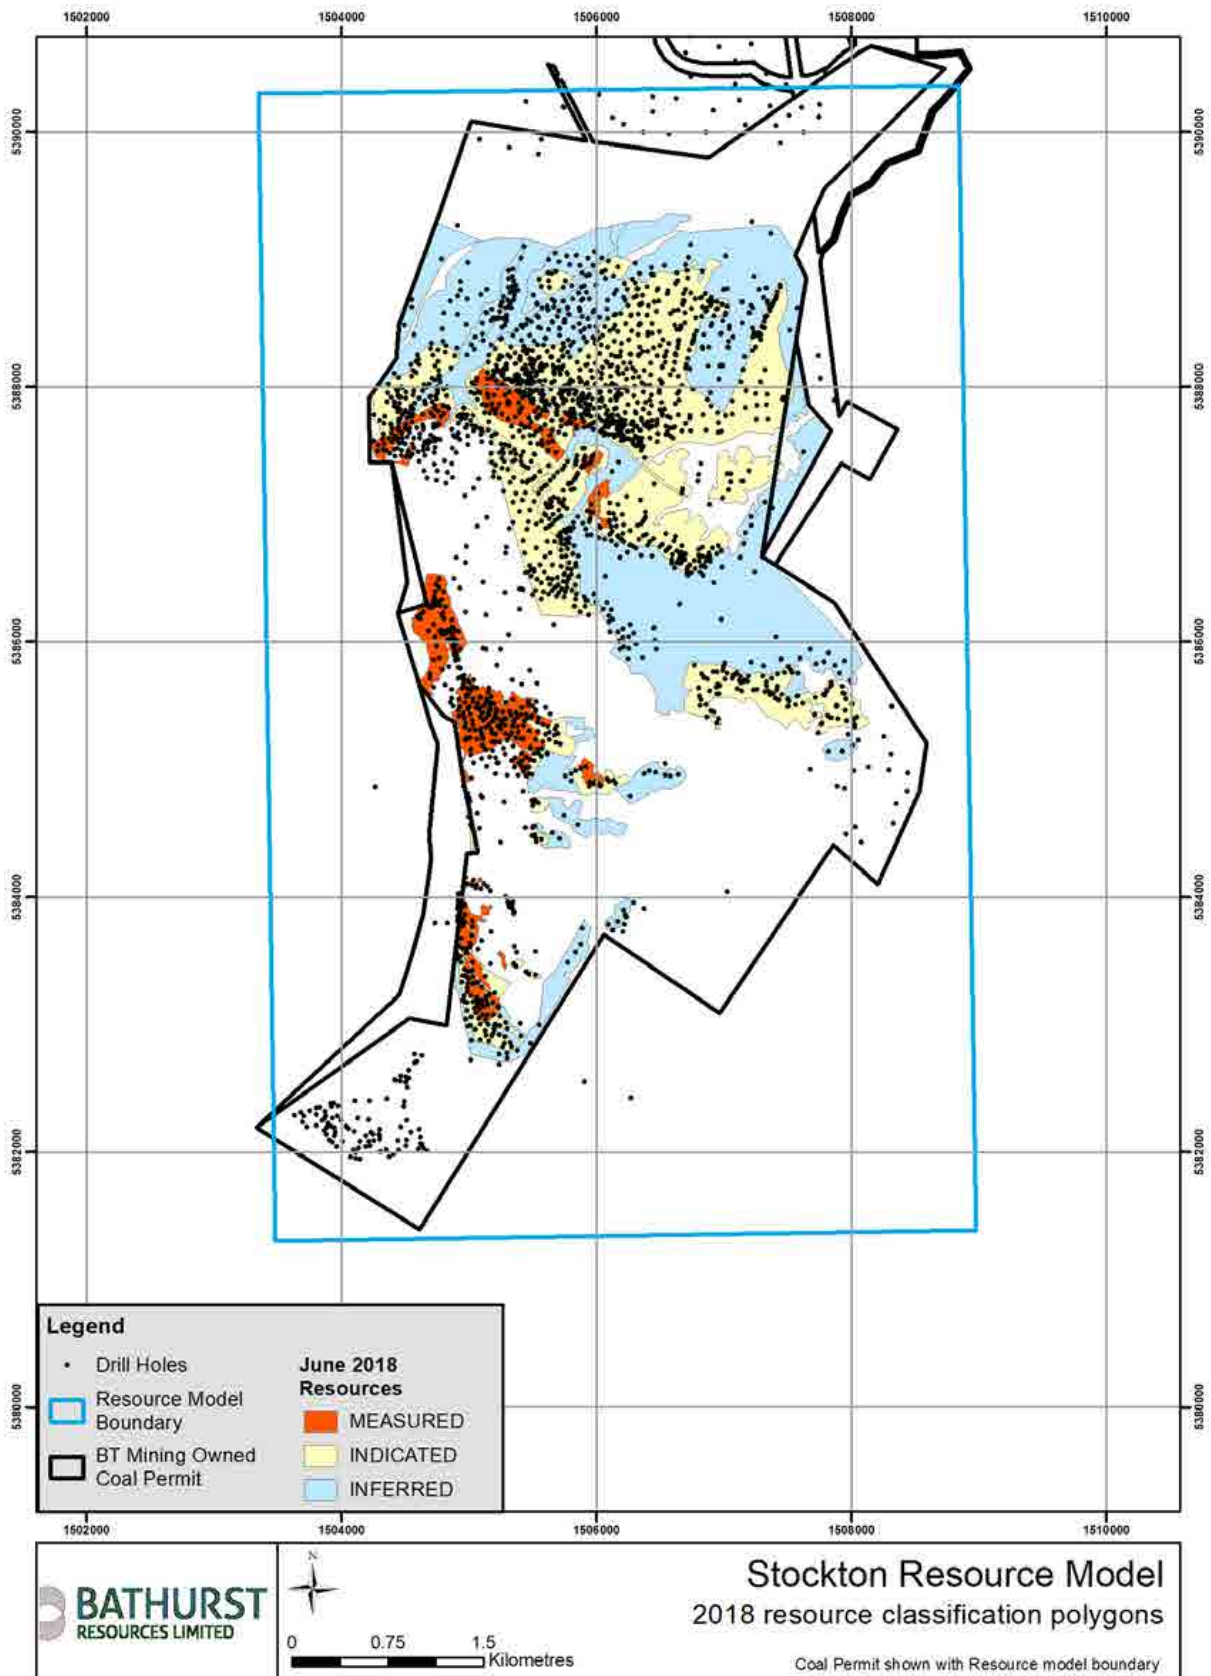 1502000 1504000 1506000 1508000 1510000
5390000 5390000
5388000 5388000
5386000 5386000
5384000 5384000
5382000 5382000
5380000 5380000
Legend
Drill Holes
Resource Model
Boundary
BT Mining Owned
Coal Permit
June 2018
Resources
MEASURED
INDICATED
INFERRED
1502000 1504000 1506000 1508000 1510000
BATHURST
RESOURCES LIMITED
N
0 0.75 1.5
Kilometres
Stockton Resource Model
2018 resource classification polygons
Coal Permit shown with Resource model boundary